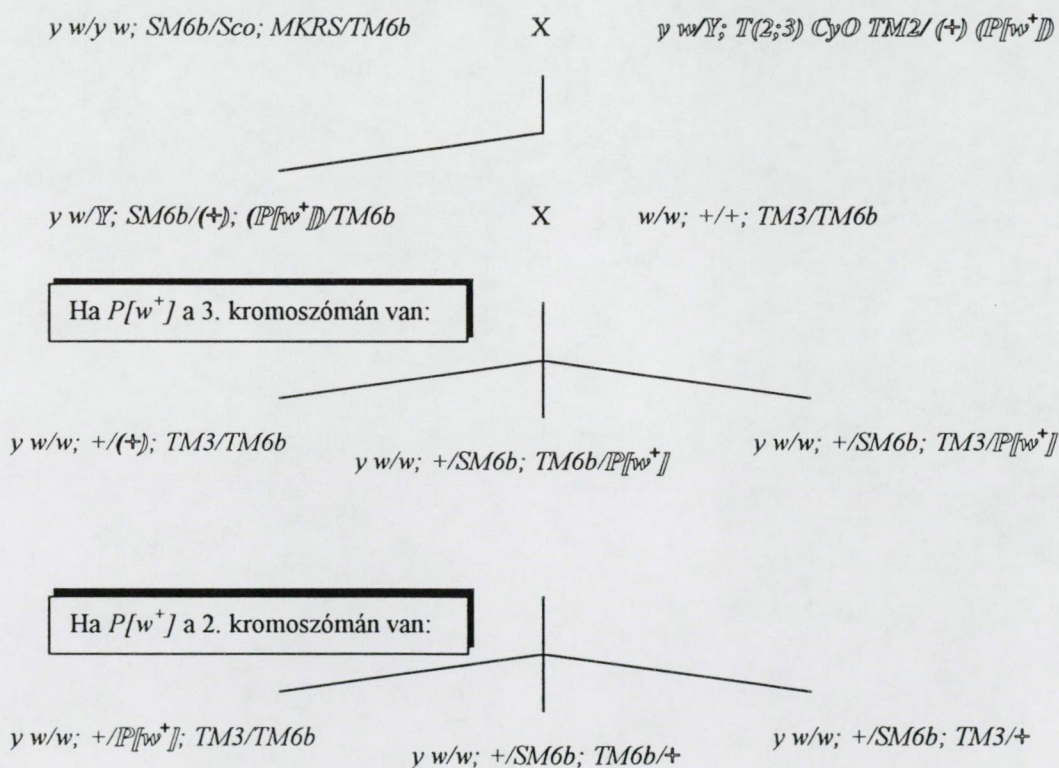 y w/y w; SM6b/Sco; MKRS/TM6b X y w/Y; T(2;3) CyO TM2/ (+) (P[w⁺])
y w/Y; SM6b/(+); (P[w⁺])/TM6b X w/w; +/+; TM3/TM6b
Ha P[w⁺] a 3. kromoszómán van:
y w/w; +/(+); TM3/TM6b
y w/w; +/SM6b; TM6b/P[w⁺]
y w/w; +/SM6b; TM3/P[w⁺]
Ha P[w⁺] a 2. kromoszómán van:
y w/w; +/P[w⁺]; TM3/TM6b
y w/w; +/SM6b; TM6b/+
y w/w; +/SM6b; TM3/+